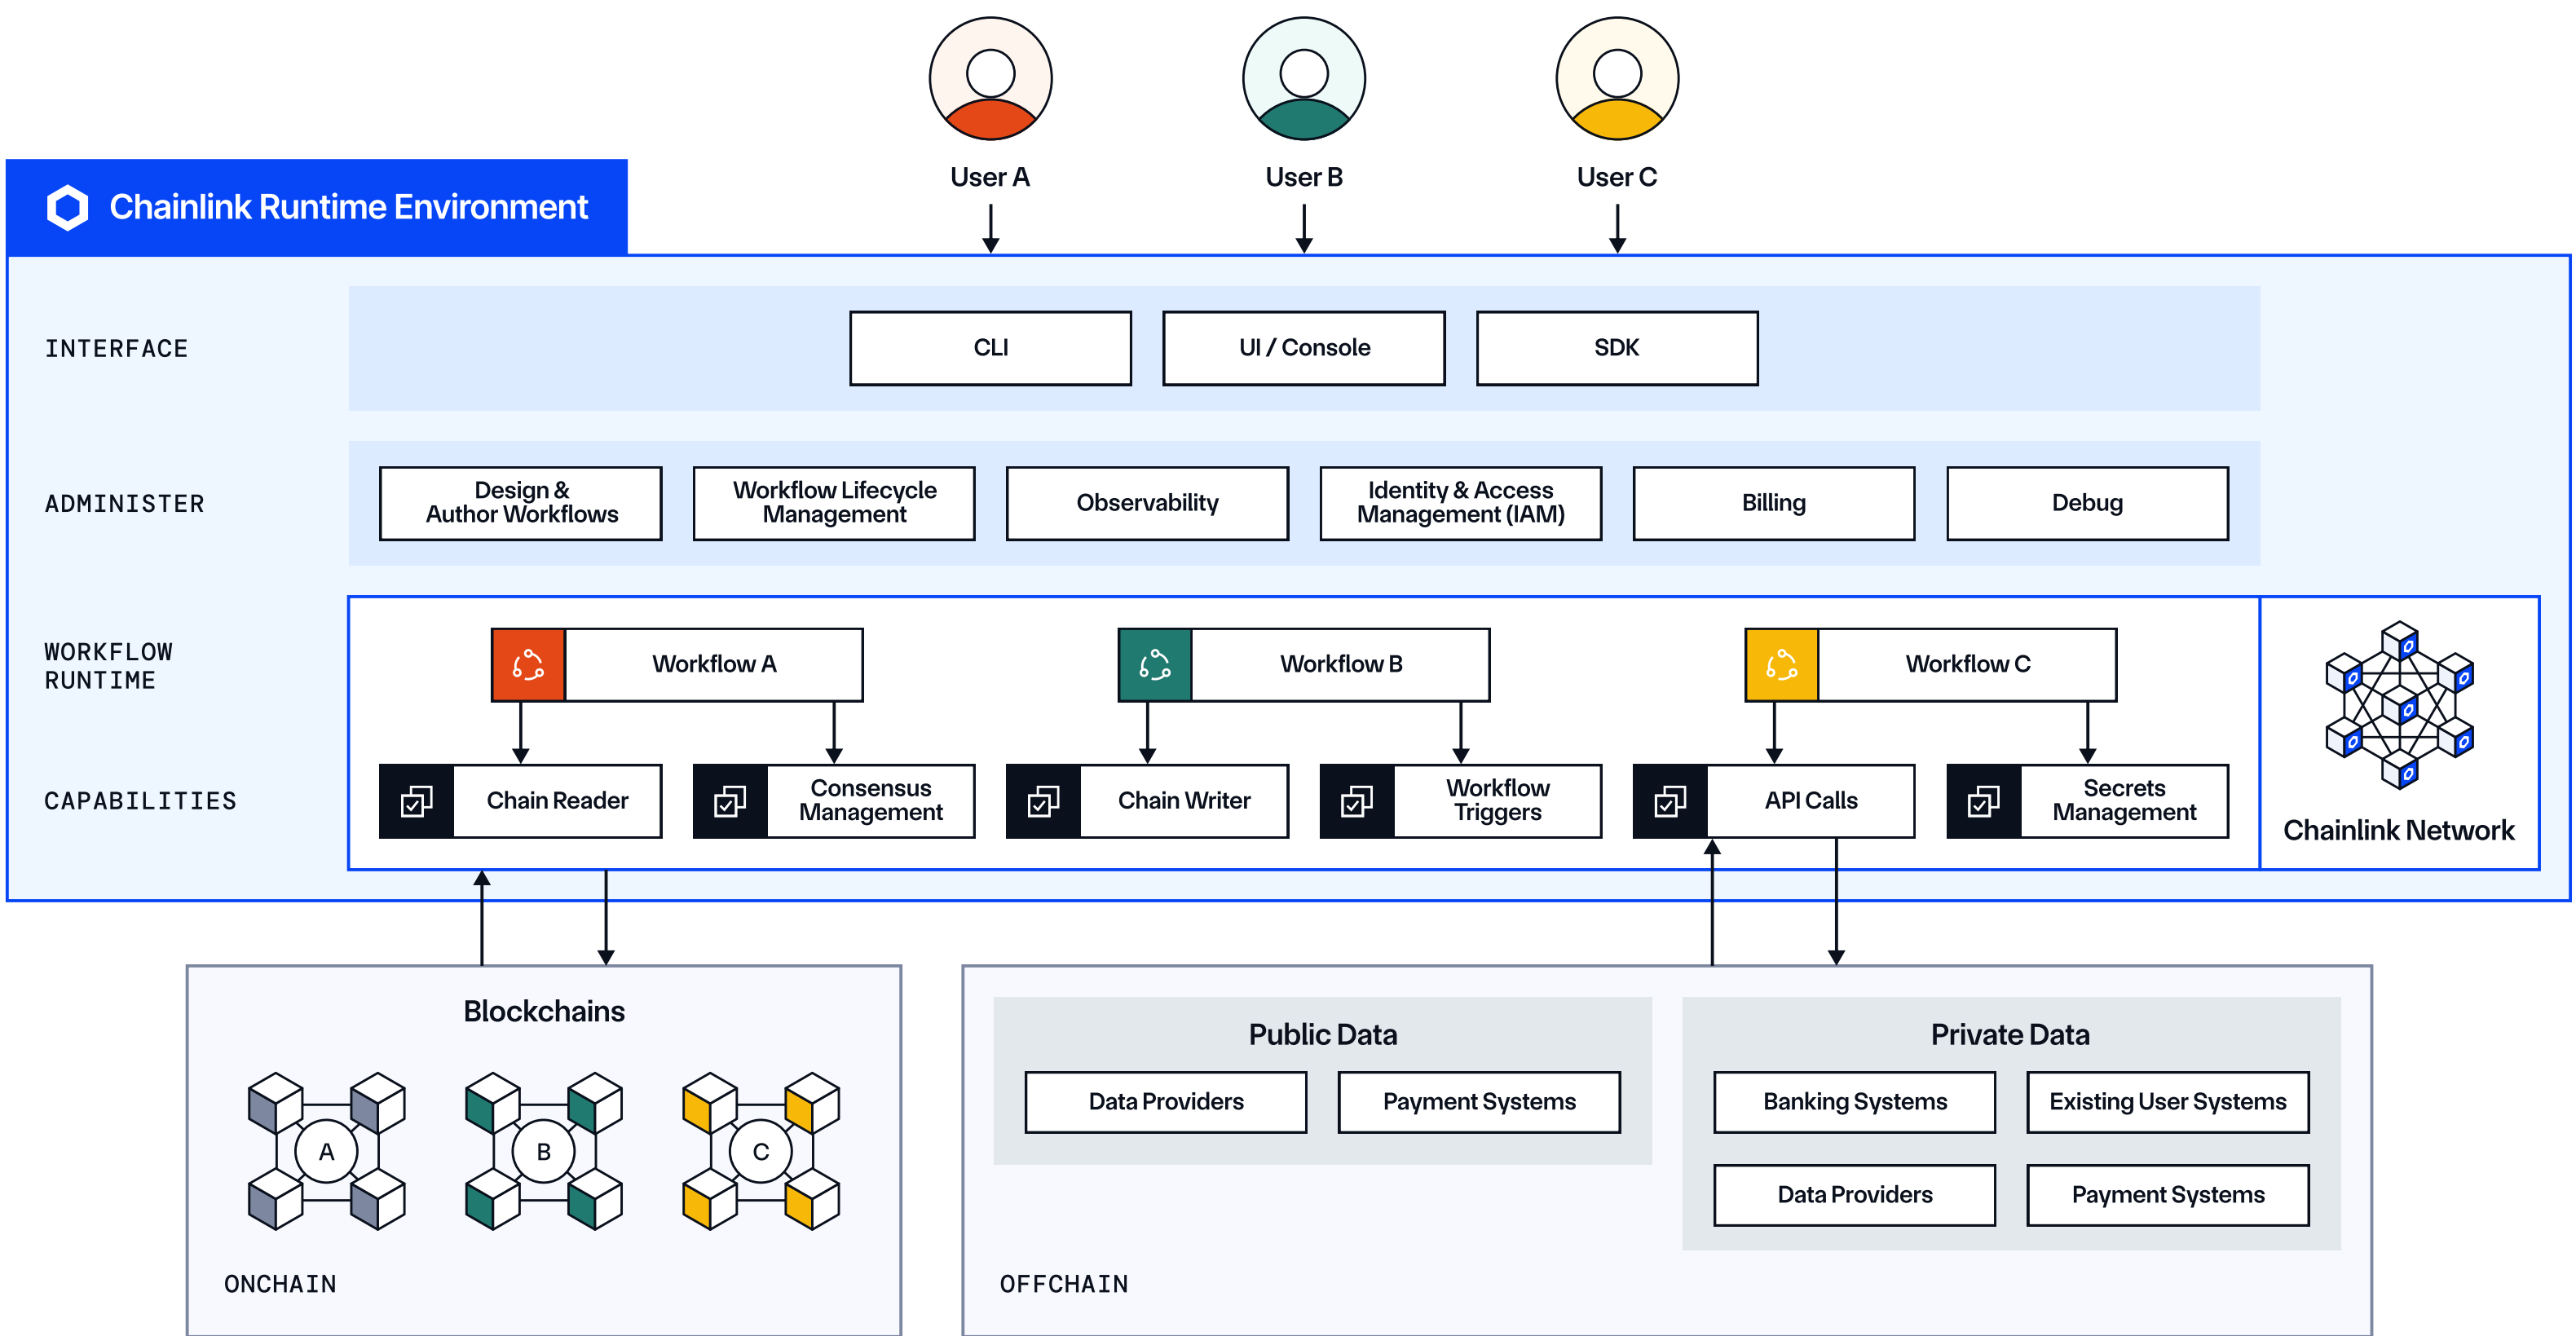 User A
User B
User C
Chainlink Runtime Environment
INTERFACE
CLI
UI / Console
SDK
ADMINISTER
Design &
Author Workflows
Workflow Lifecycle
Management
Observability
Identity & Access
Management (IAM)
Billing
Debug
WORKFLOW
RUNTIME
Workflow A
Workflow B
Workflow C
CAPABILITIES
Chain Reader
Consensus
Management
Chain Writer
Workflow
Triggers
API Calls
Secrets
Management
Chainlink Network
Blockchains
A
B
C
ONCHAIN
Public Data
Data Providers
Payment Systems
Private Data
Banking Systems
Existing User Systems
Data Providers
Payment Systems
OFFCHAIN